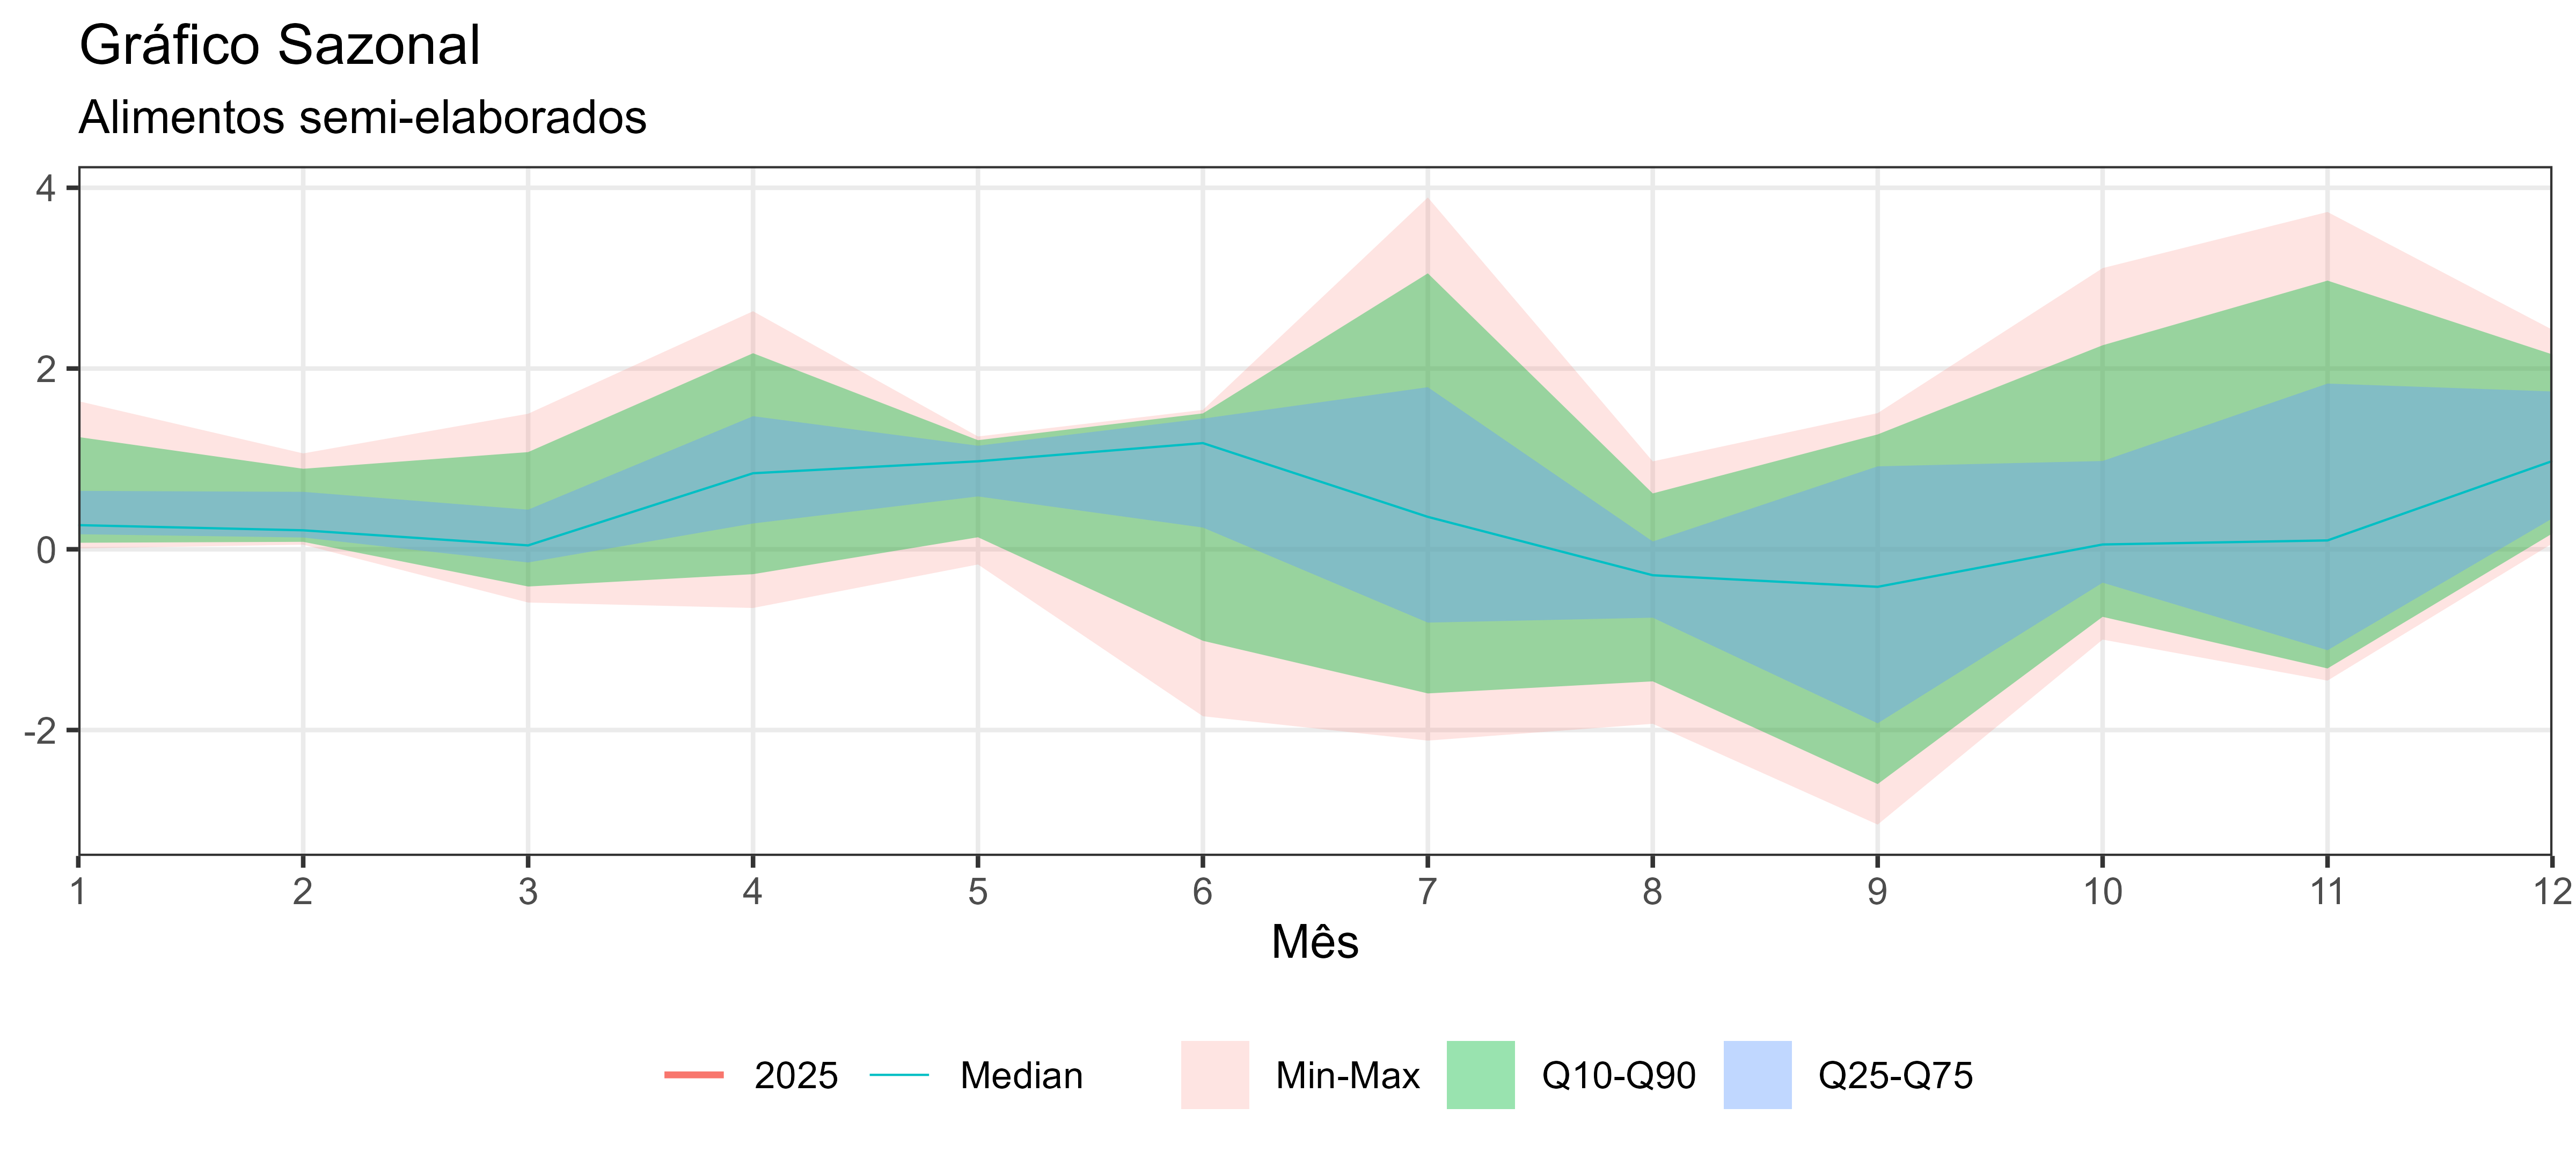 Gráfico Sazonal
Alimentos semi-elaborados
4
2
0
-2
1 2 3 4 5 6 7 8 9 10 11 12
Mês
2025 Median Min-Max Q10-Q90 Q25-Q75